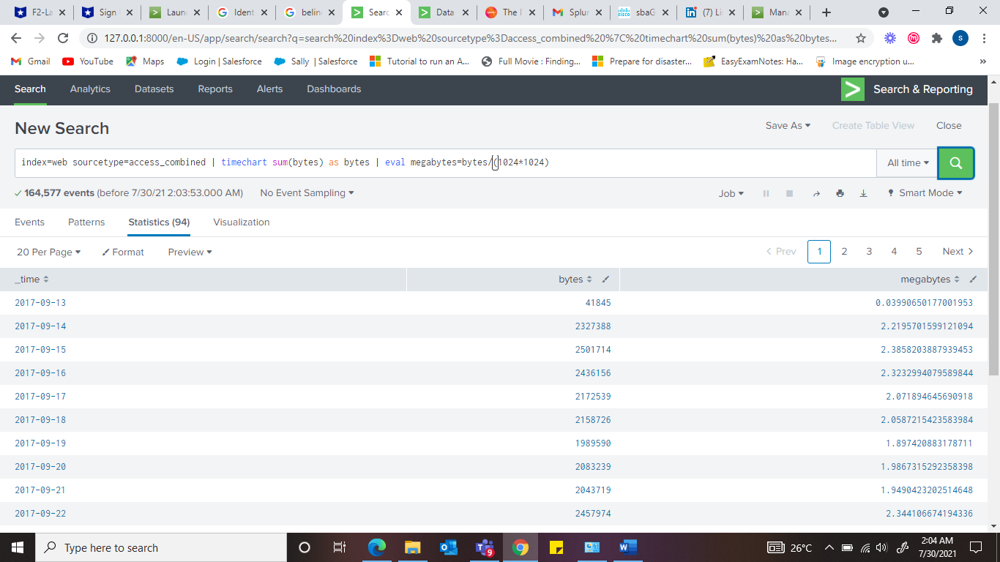 F2-La
Sign
Laun
Ident
belin
Searc
Data
The I
Splun
sbaG
(7) Li
Mana
127.0.0.1:8000/en-US/app/search/search?q=search%20index%3Dweb%20sourcetype%3Daccess_combined%20%7C%20timechart%20sum(bytes)%20as%20bytes...
Gmail
YouTube
Maps
Login | Salesforce
Sally | Salesforce
Tutorial to run an A...
Full Movie : Finding...
Prepare for disaster...
EasyExamNotes: Ha...
Image encryption u...
Search Analytics Datasets Reports Alerts Dashboards
Search & Reporting
New Search
Save As Create Table View Close
index=web sourcetype=access_combined | timechart sum(bytes) as bytes | eval megabytes=bytes/(1024*1024)
All time
164,577 events (before 7/30/21 2:03:53.000 AM) No Event Sampling
Job Smart Mode
Events Patterns Statistics (94) Visualization
20 Per Page Format Preview
< Prev 1 2 3 4 5 Next >
_time bytes megabytes
2017-09-13 41845 0.03990650177001953
2017-09-14 2327388 2.2195701599121094
2017-09-15 2501714 2.3858203887939453
2017-09-16 2436156 2.3232994079589844
2017-09-17 2172539 2.071894645690918
2017-09-18 2158726 2.0587215423583984
2017-09-19 1989590 1.897420883178711
2017-09-20 2083239 1.9867315292358398
2017-09-21 2043719 1.9490423202514648
2017-09-22 2457974 2.344106674194336
Type here to search
9
26°C
2:04 AM
7/30/2021